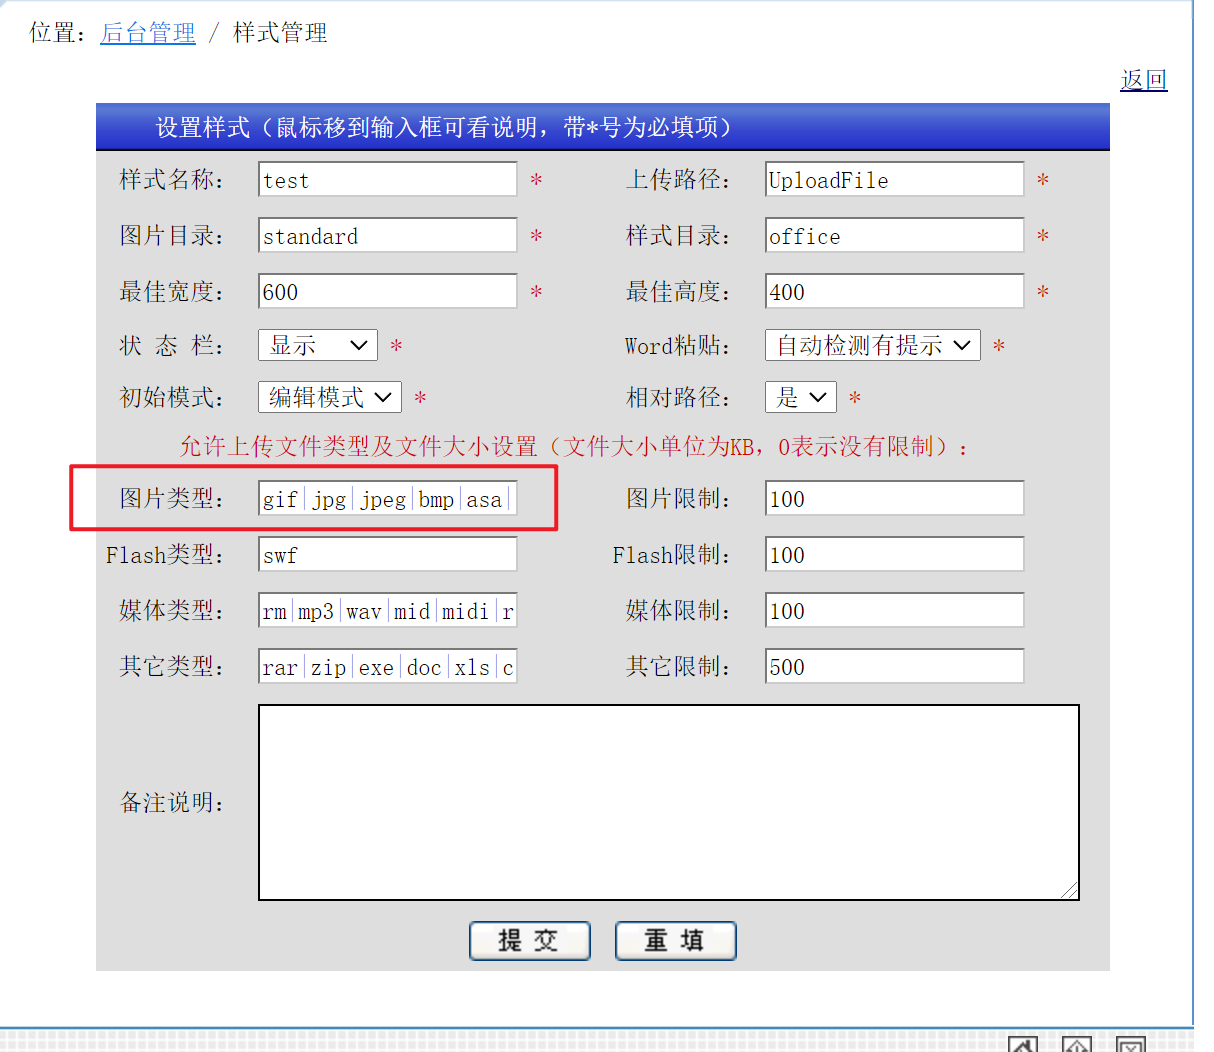 位置：后台管理 / 样式管理
返回
设置样式（鼠标移到输入框可看说明，带*号为必填项）
样式名称： test * 上传路径： UploadFile *
图片目录： standard * 样式目录： office *
最佳宽度： 600 * 最佳高度： 400 *
状 态 栏： 显示 * Word粘贴： 自动检测有提示 *
初始模式： 编辑模式 * 相对路径： 是 *
允许上传文件类型及文件大小设置（文件大小单位为KB，0表示没有限制）：
图片类型： gif|jpg|jpeg|bmp|asa| 图片限制： 100
Flash类型： swf Flash限制： 100
媒体类型： rm|mp3|wav|mid|midi|r 媒体限制： 100
其它类型： rar|zip|exe|doc|xls|c 其它限制： 500
备注说明：
提 交 重 填